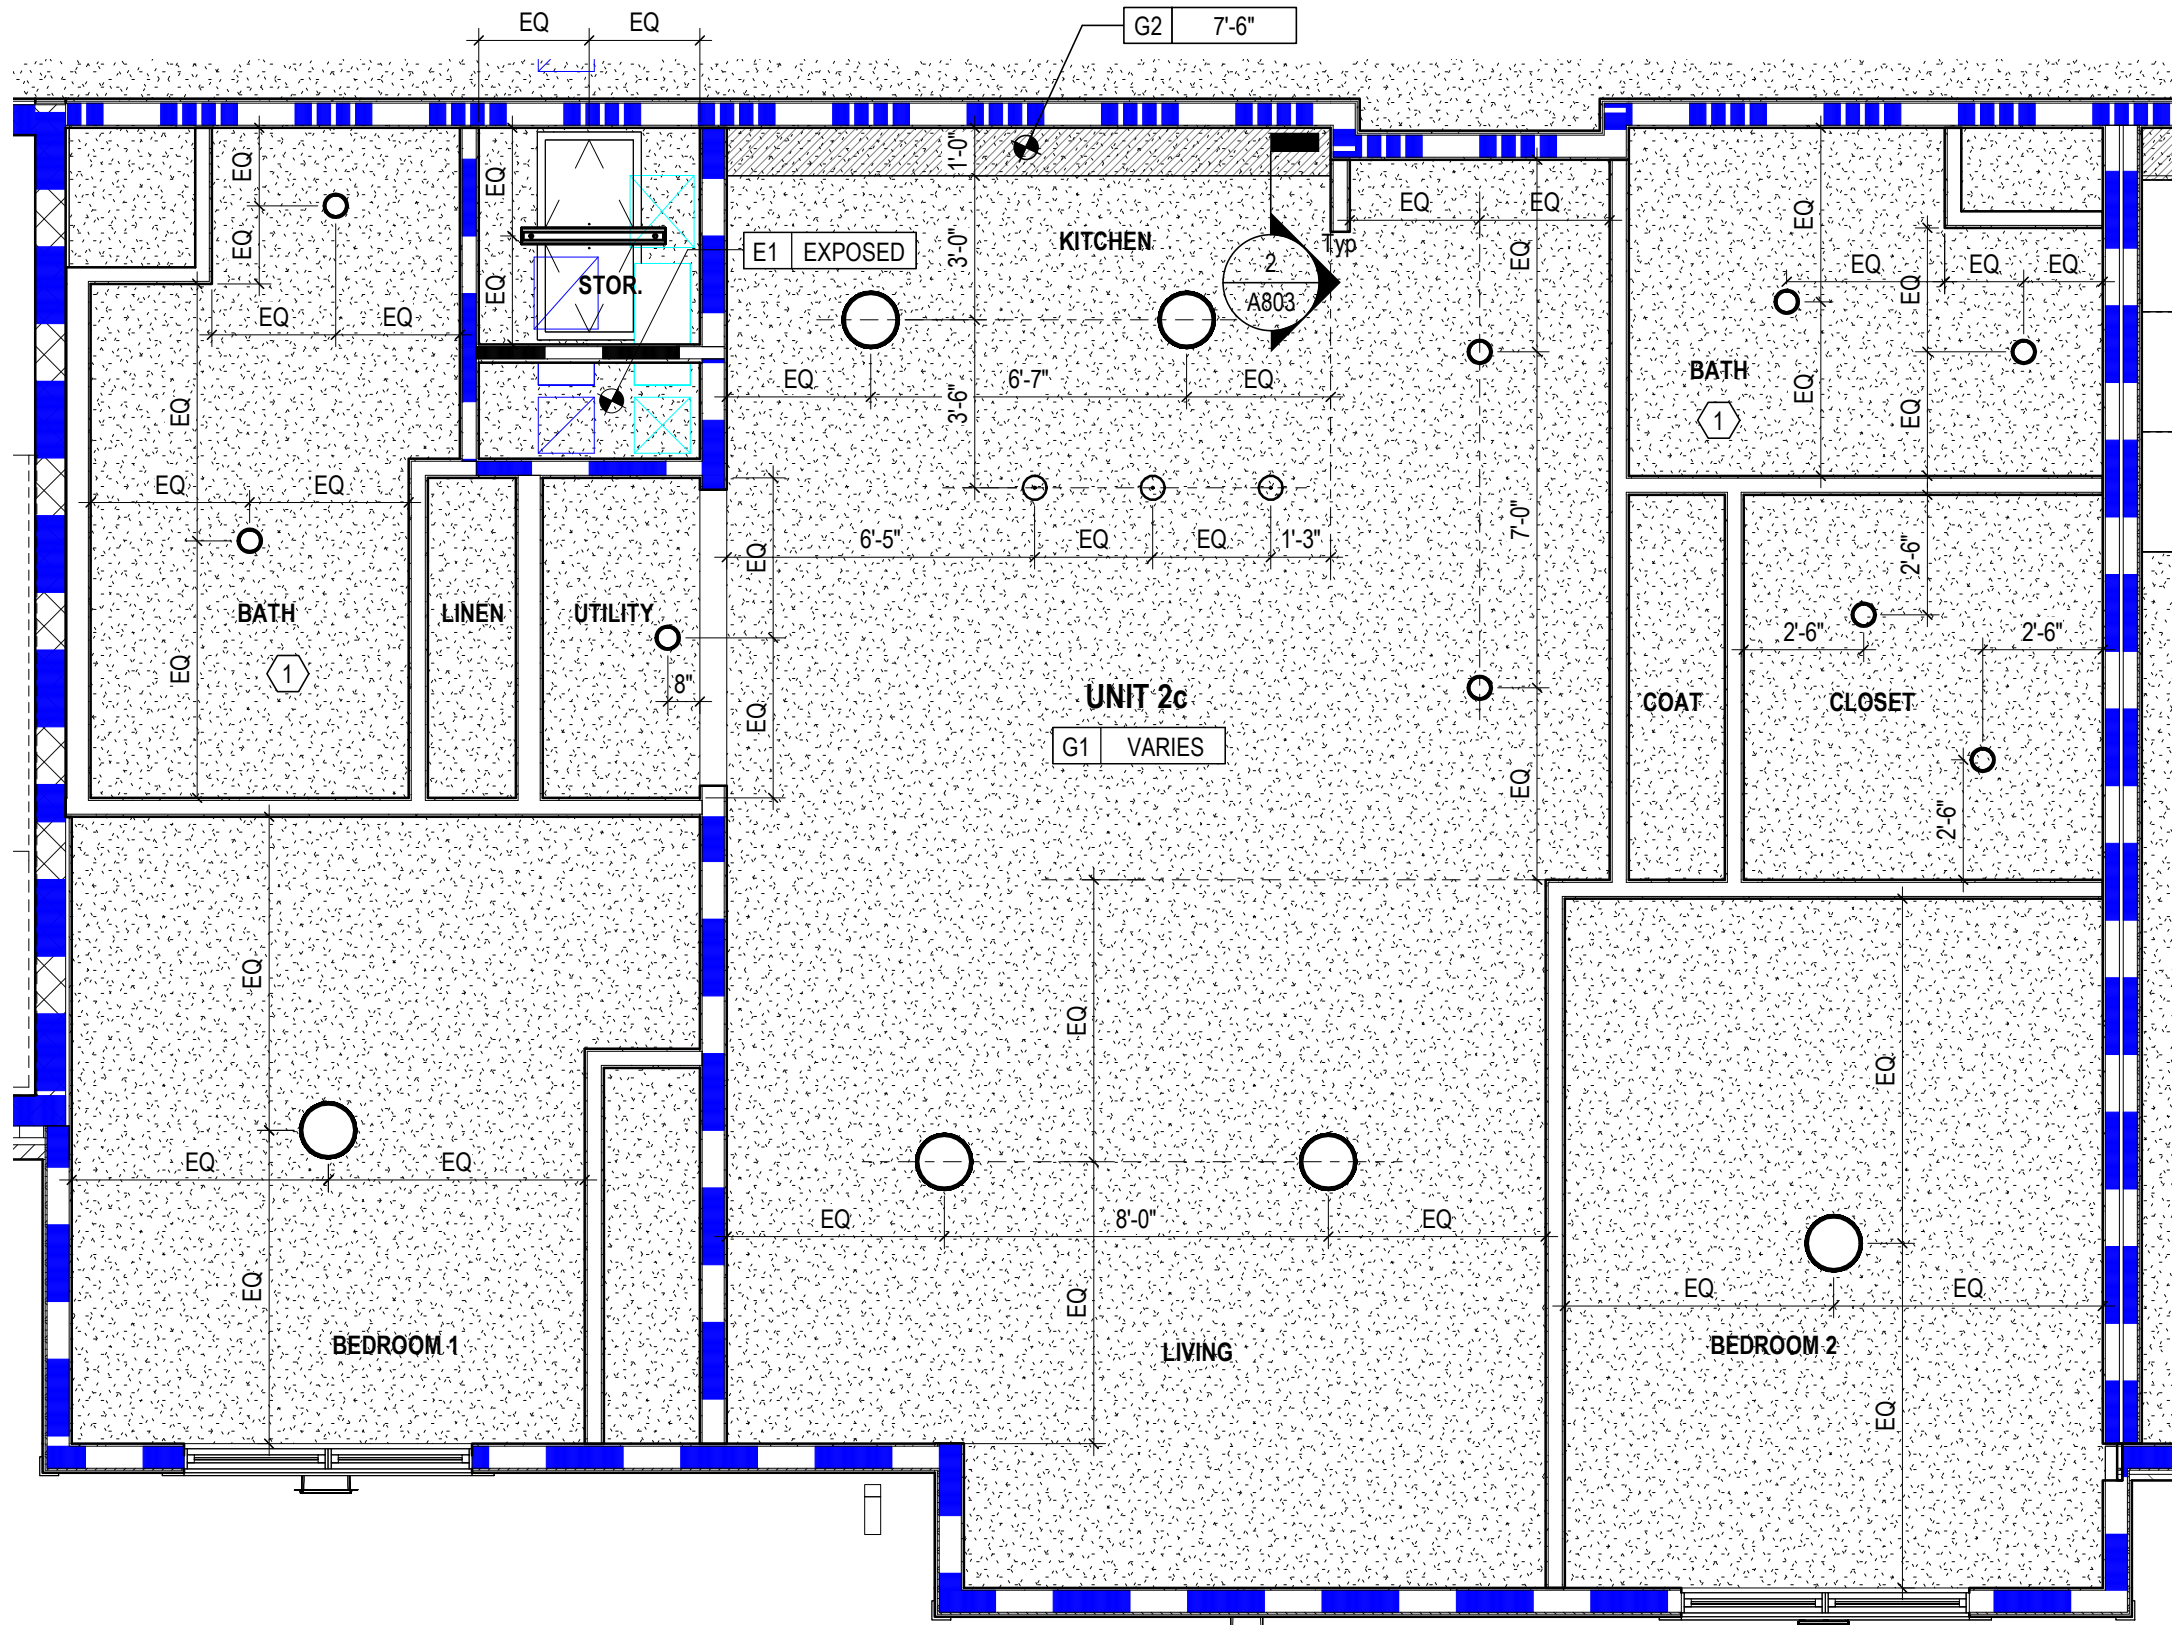 EQ EQ
G2 7'-6"
EQ
EQ
EQ
EQ
1'-0"
3'-0"
3'-6"
KITCHEN
E1 EXPOSED
STOR.
2
A803
Typ
EQ EQ
EQ
EQ
EQ
EQ EQ EQ
EQ
EQ
BATH
1
EQ EQ
EQ 6'-7" EQ
EQ
EQ
EQ EQ
6'-5" EQ EQ 1'-3"
7'-0"
EQ
2'-6"
EQ
BATH
1
LINEN
UTILITY
8"
EQ
UNIT 2c
G1 VARIES
EQ
COAT
2'-6" 2'-6"
CLOSET
2'-6"
EQ
EQ
EQ EQ
EQ
BEDROOM 1
EQ
EQ 8'-0" EQ
EQ
LIVING
EQ
EQ EQ
BEDROOM 2
EQ